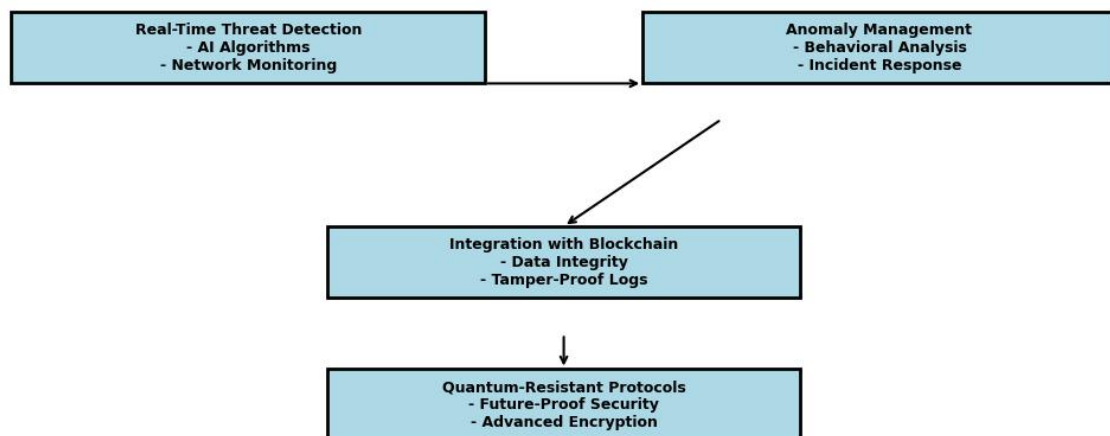 Real-Time Threat Detection
- AI Algorithms
- Network Monitoring
Anomaly Management
- Behavioral Analysis
- Incident Response
Integration with Blockchain
- Data Integrity
- Tamper-Proof Logs
Quantum-Resistant Protocols
- Future-Proof Security
- Advanced Encryption